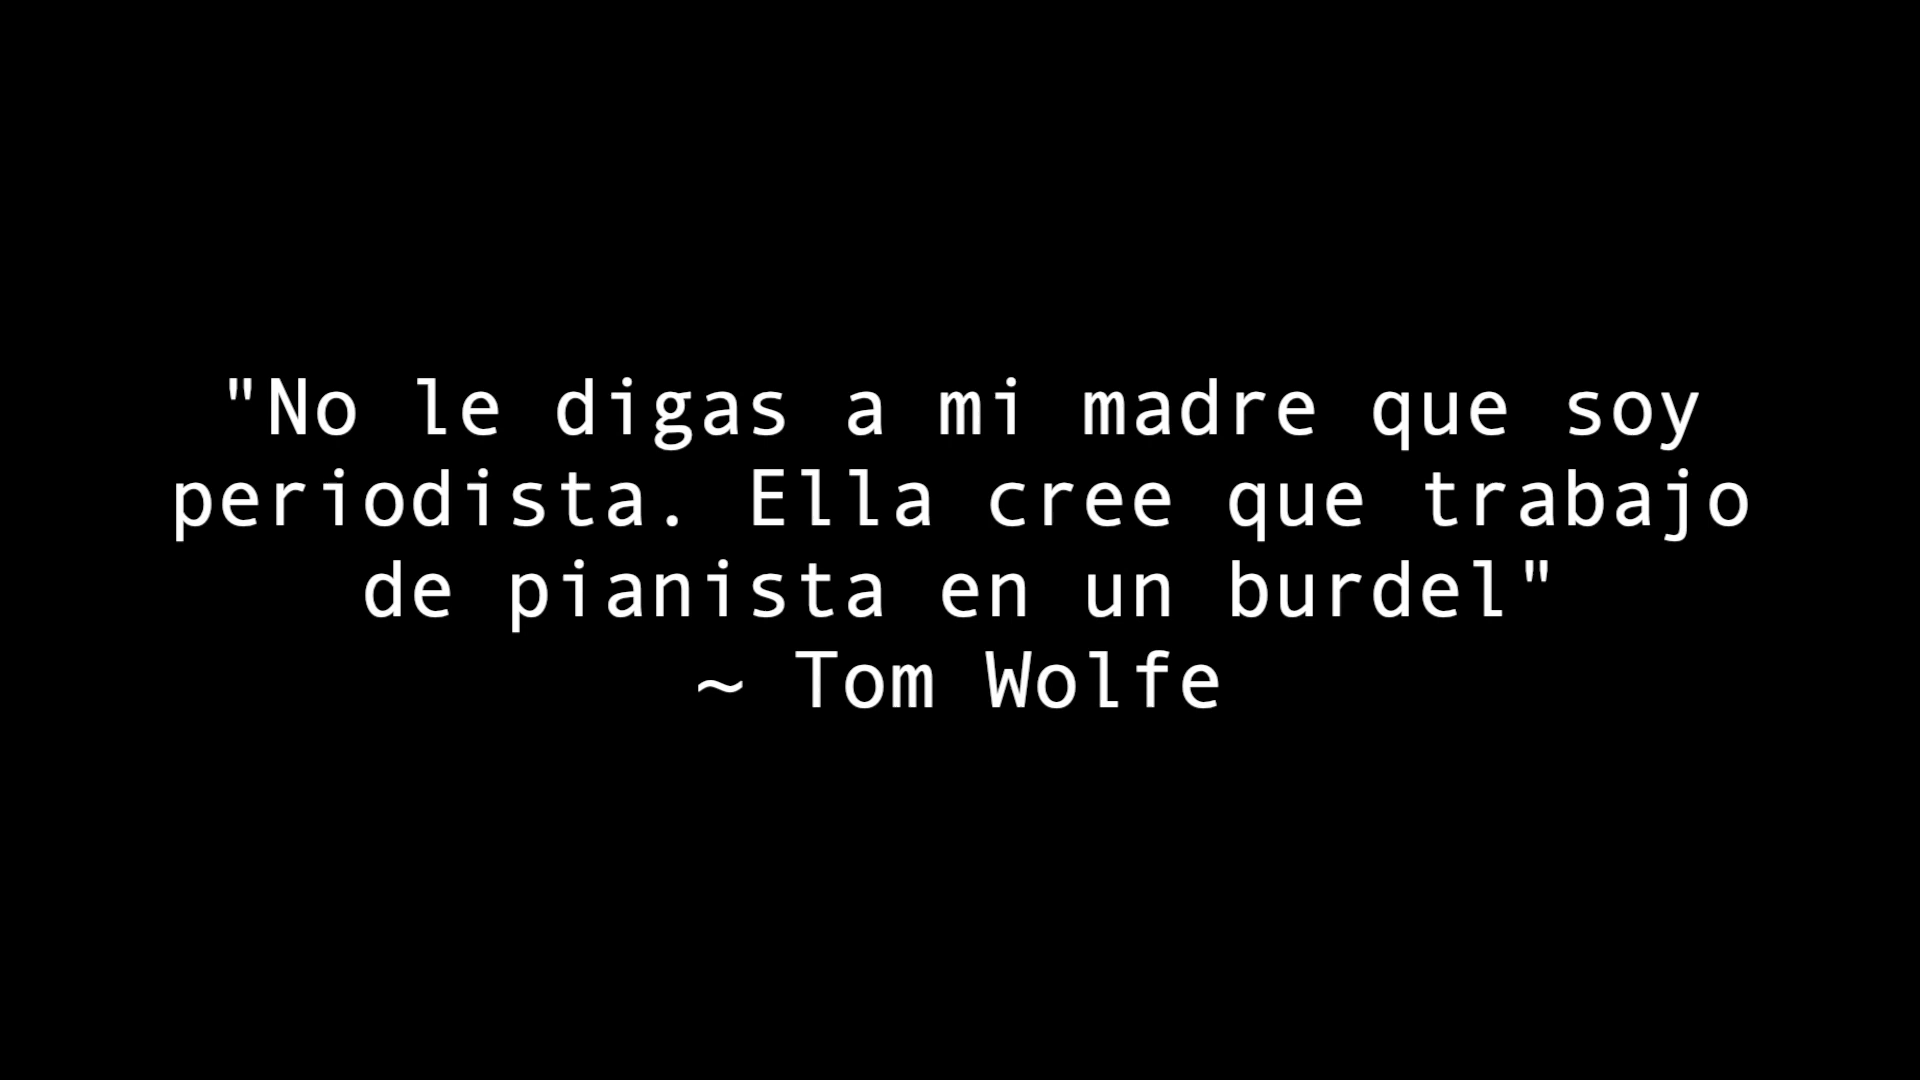 "No le digas a mi madre que soy
periodista. Ella cree que trabajo
de pianista en un burdel"
~ Tom Wolfe